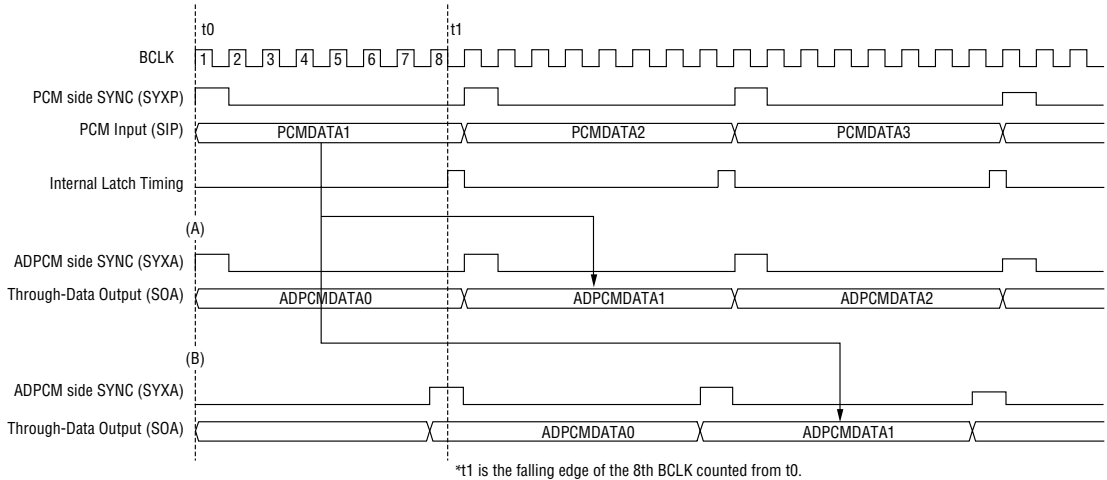 t0 t1
BCLK 1 2 3 4 5 6 7 8
PCM side SYNC (SYXP)
PCM Input (SIP) PCMDATA1 PCMDATA2 PCMDATA3
Internal Latch Timing
(A)
ADPCM side SYNC (SYXA)
Through-Data Output (SOA) ADPCMDATA0 ADPCMDATA1 ADPCMDATA2
(B)
ADPCM side SYNC (SYXA)
Through-Data Output (SOA) ADPCMDATA0 ADPCMDATA1
*t1 is the falling edge of the 8th BCLK counted from t0.